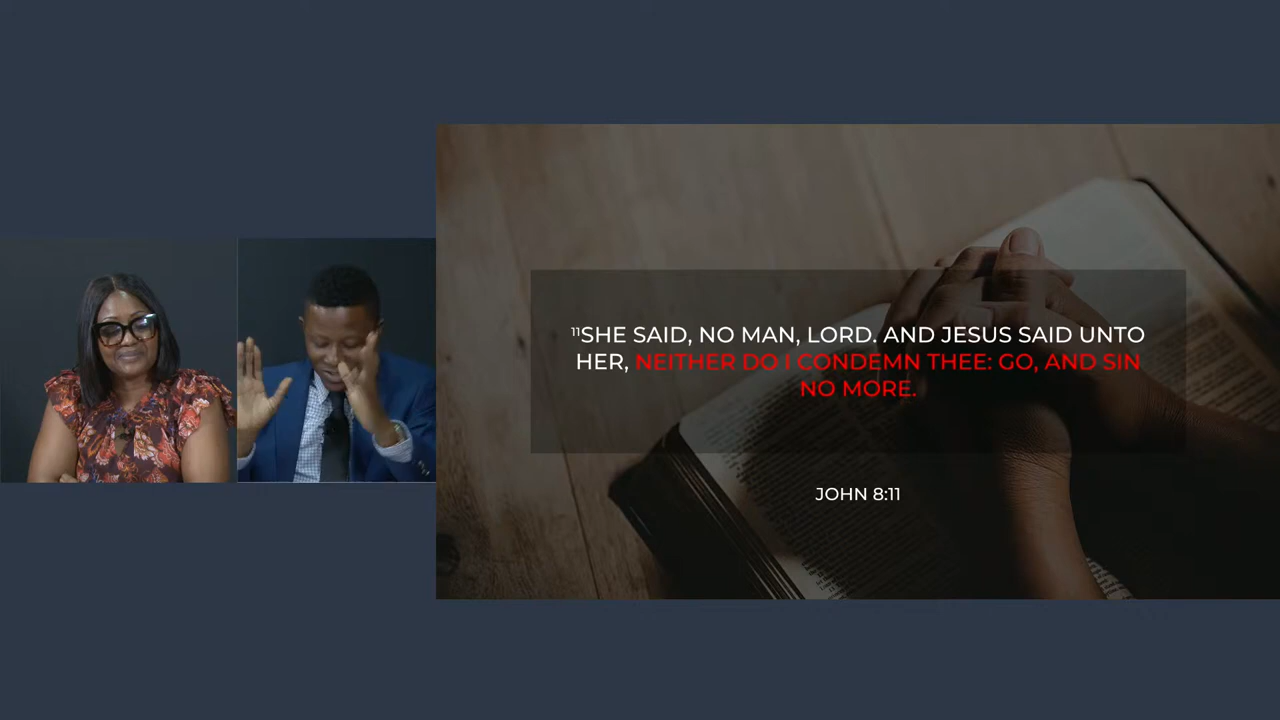 ¹¹SHE SAID, NO MAN, LORD. AND JESUS SAID UNTO
HER, NEITHER DO I CONDEMN THEE: GO, AND SIN
NO MORE.
JOHN 8:11